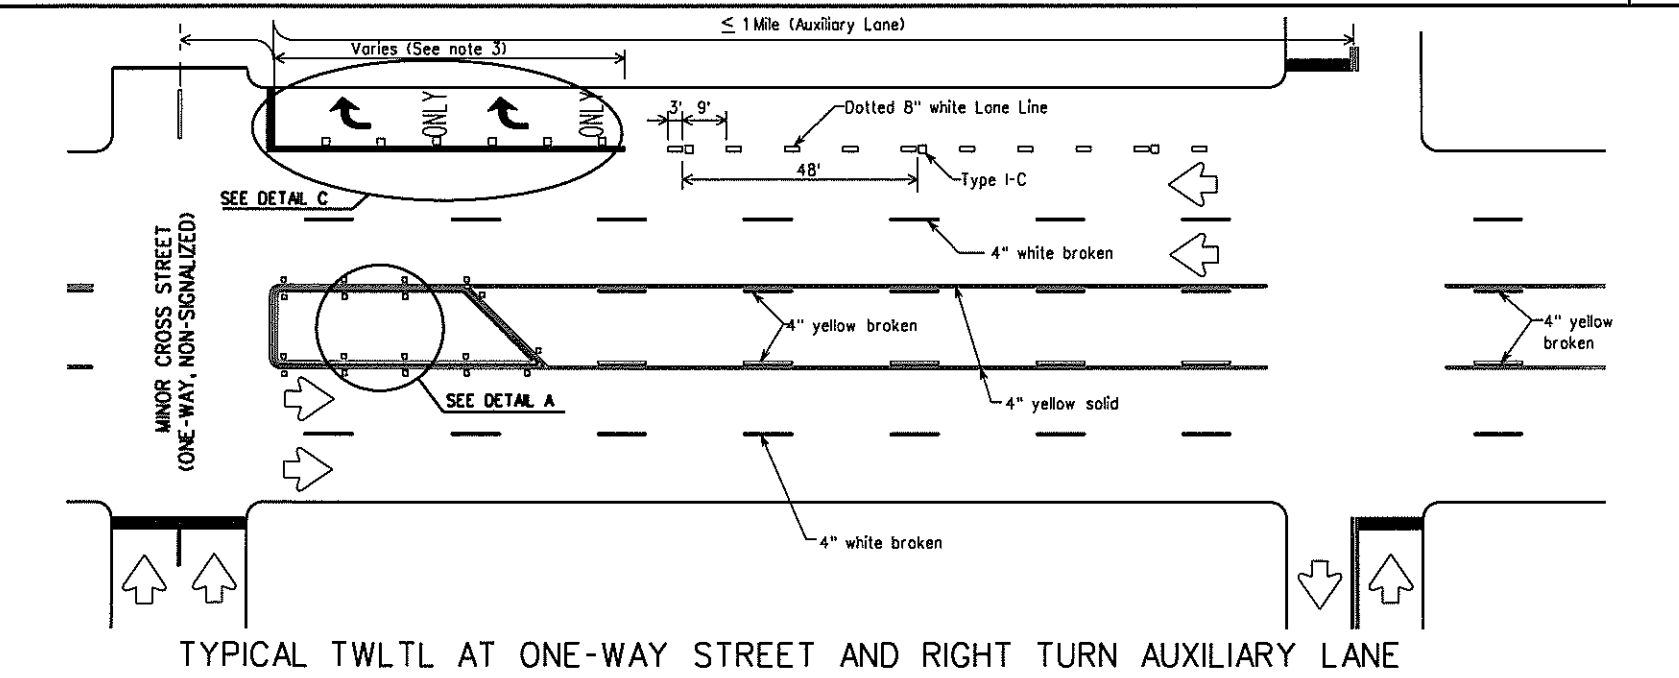 ≤ 1 Mile (Auxiliary Lane)
Varies (See note 3)
ONLY
ONLY
3'
9'
Dotted 8" white Lane Line
48'
Type I-C
SEE DETAIL C
4" white broken
MINOR CROSS STREET
(ONE-WAY, NON-SIGNALIZED)
4" yellow broken
4" yellow
broken
SEE DETAIL A
4" yellow solid
4" white broken
TYPICAL TWLTL AT ONE-WAY STREET AND RIGHT TURN AUXILIARY LANE